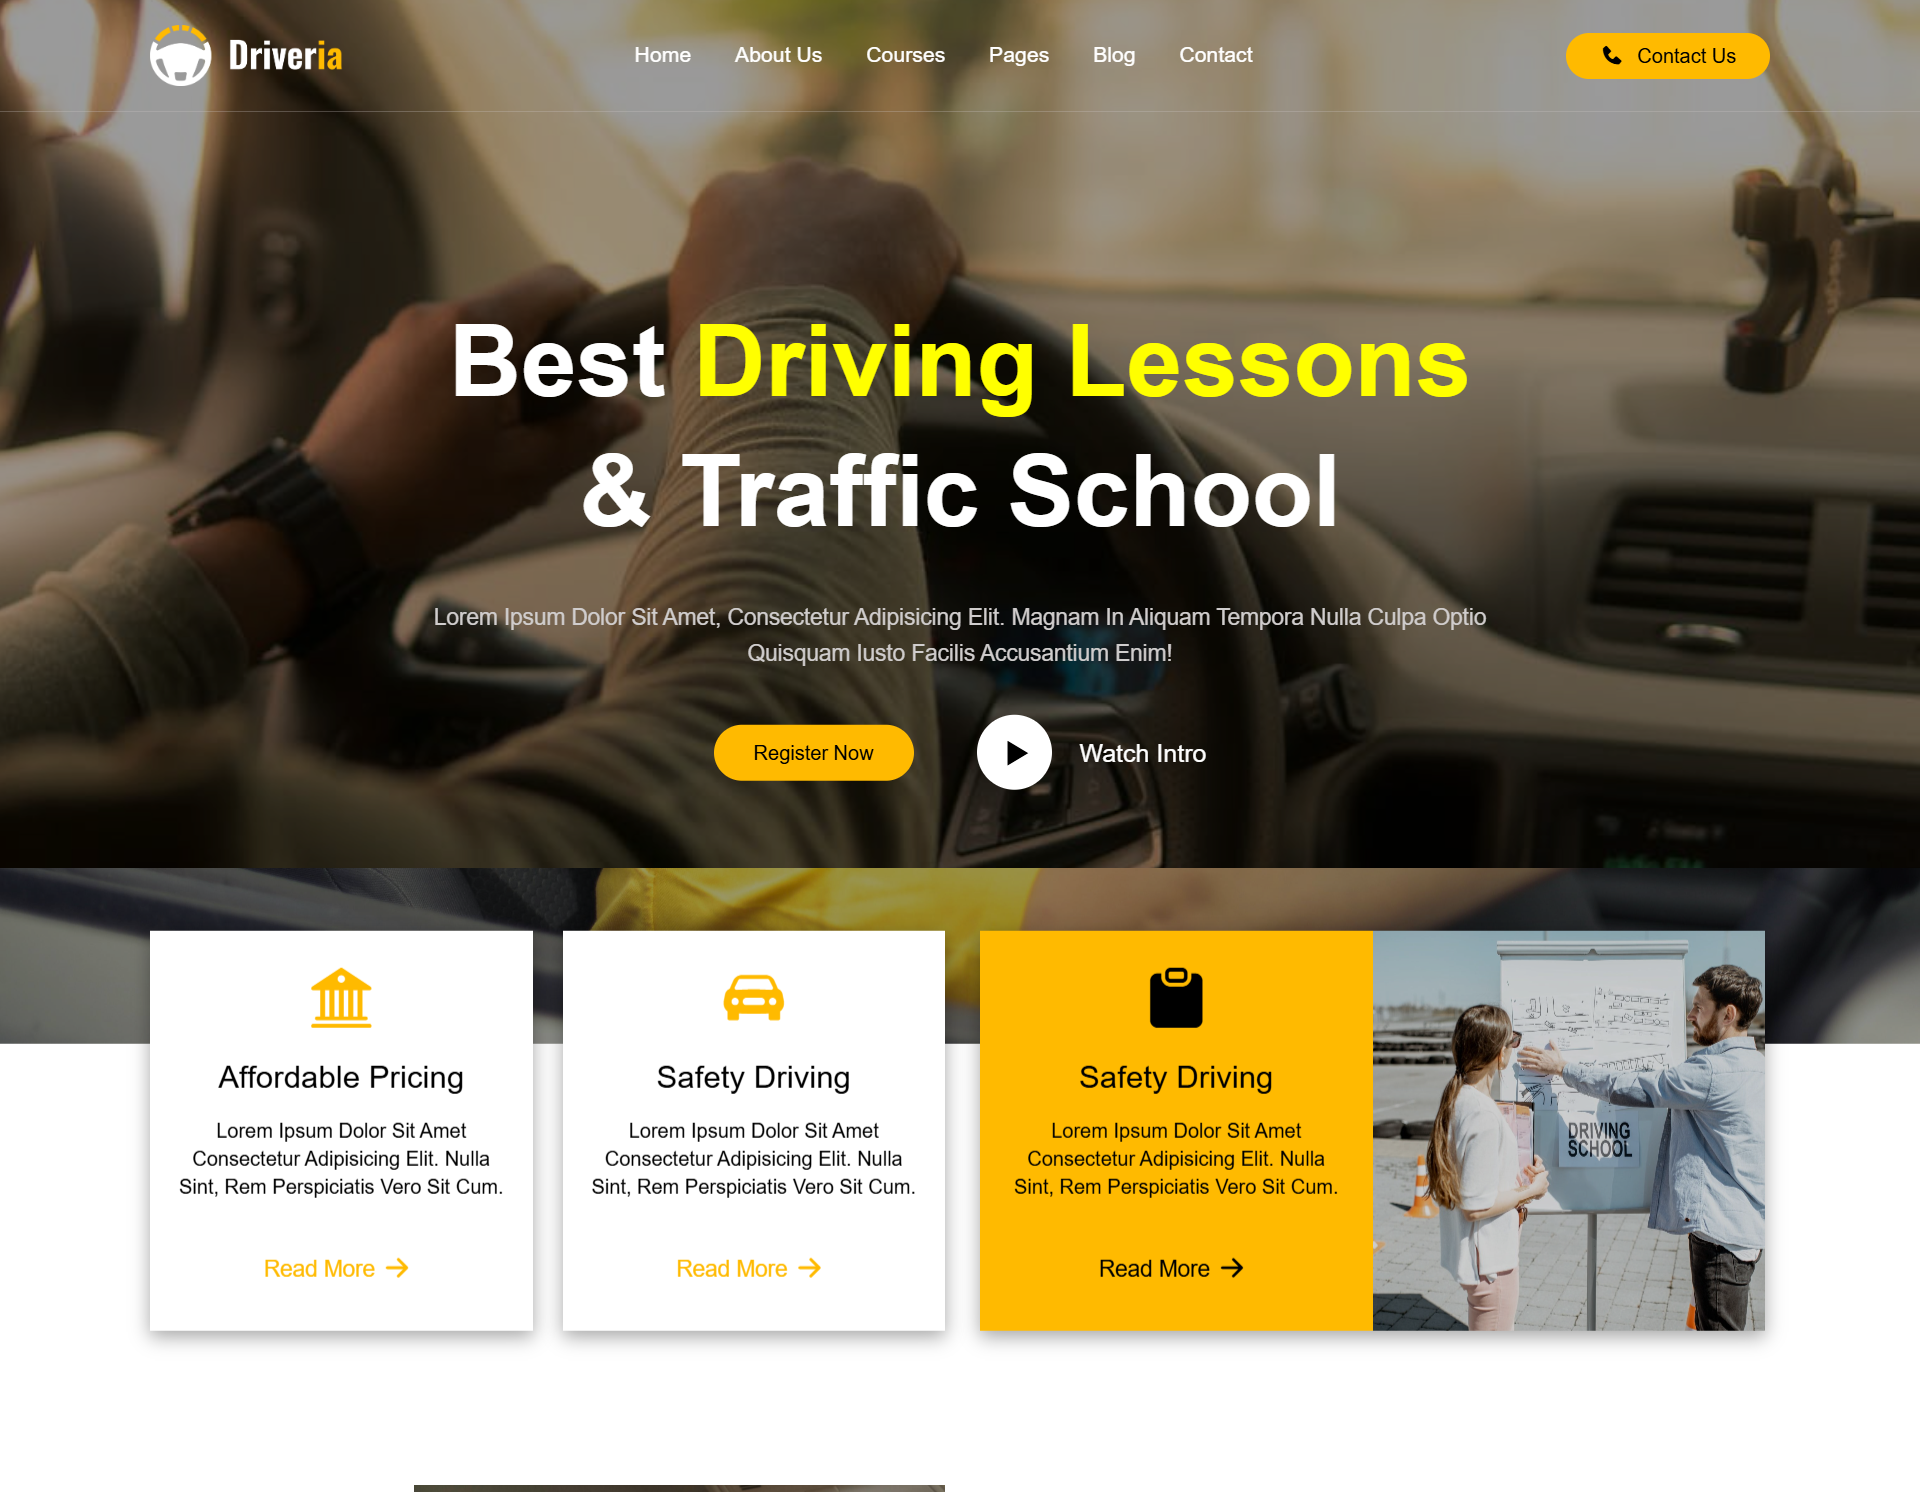 Driveria
Home About Us Courses Pages Blog Contact
Contact Us
Best Driving Lessons
& Traffic School
Lorem Ipsum Dolor Sit Amet, Consectetur Adipisicing Elit. Magnam In Aliquam Tempora Nulla Culpa Optio
Quisquam Iusto Facilis Accusantium Enim!
Register Now
Watch Intro
Affordable Pricing
Lorem Ipsum Dolor Sit Amet
Consectetur Adipisicing Elit. Nulla
Sint, Rem Perspiciatis Vero Sit Cum.
Read More
Safety Driving
Lorem Ipsum Dolor Sit Amet
Consectetur Adipisicing Elit. Nulla
Sint, Rem Perspiciatis Vero Sit Cum.
Read More
Safety Driving
Lorem Ipsum Dolor Sit Amet
Consectetur Adipisicing Elit. Nulla
Sint, Rem Perspiciatis Vero Sit Cum.
Read More
DRIVING
SCHOOL